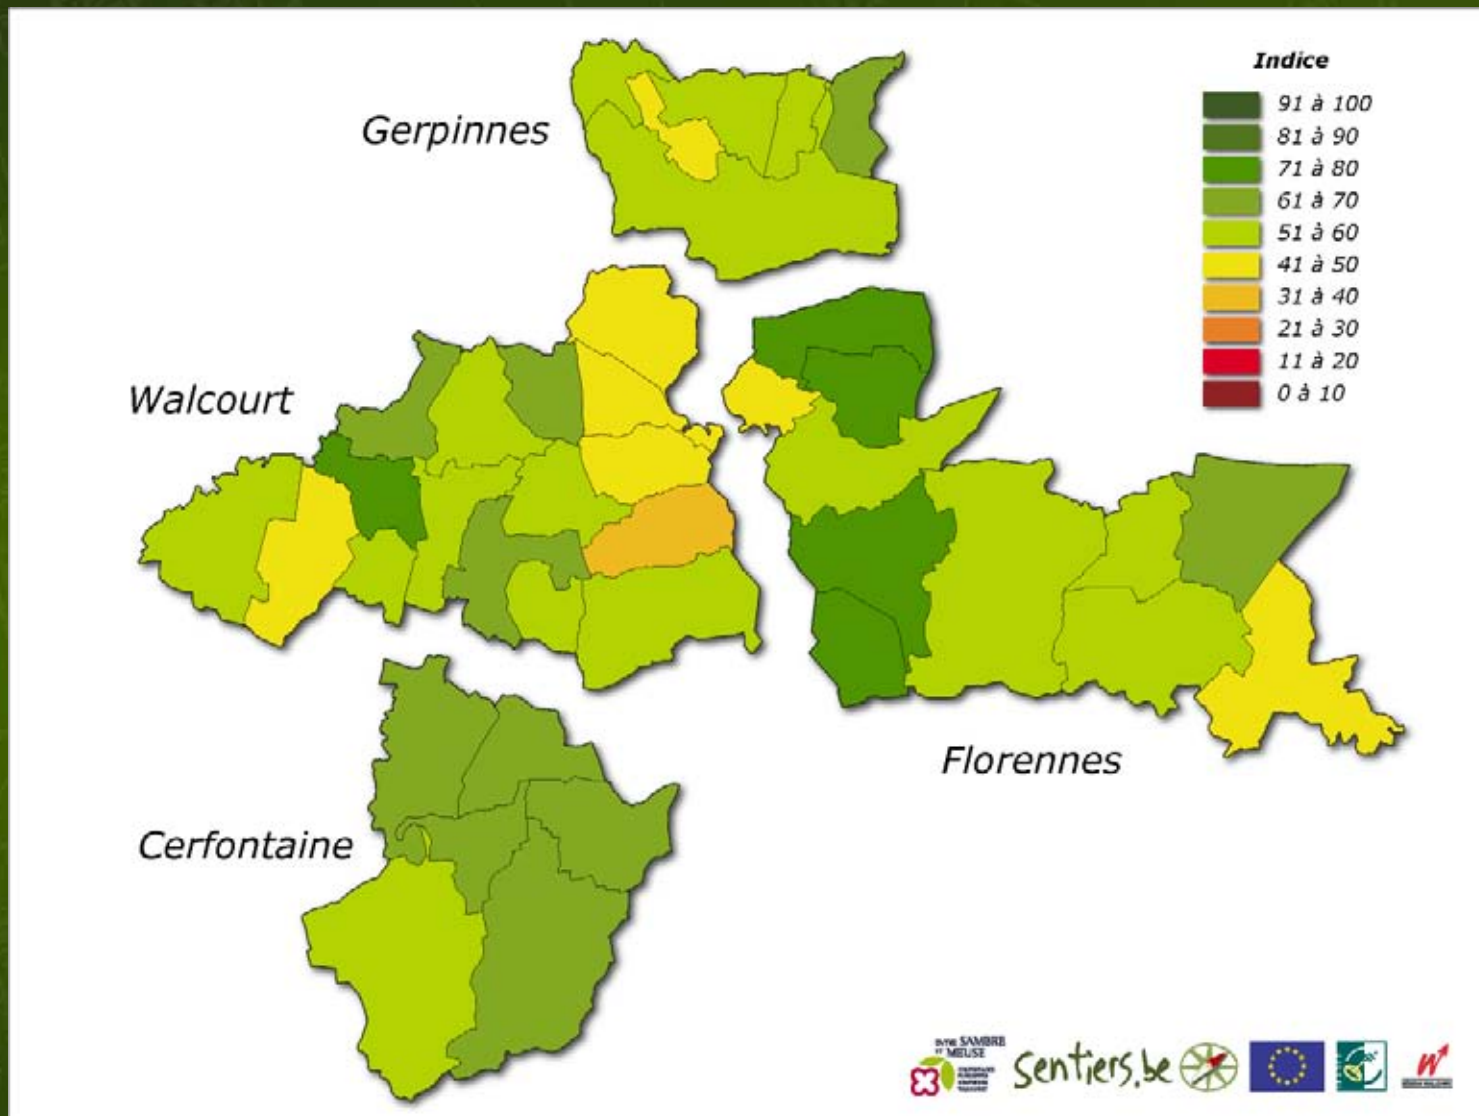 Gerpinnes
Indice
91 à 100
81 à 90
71 à 80
61 à 70
51 à 60
41 à 50
31 à 40
21 à 30
11 à 20
0 à 10
Walcourt
Florennes
Cerfontaine
ENTRE SAMBRE
ET MEUSE
sentiers.be